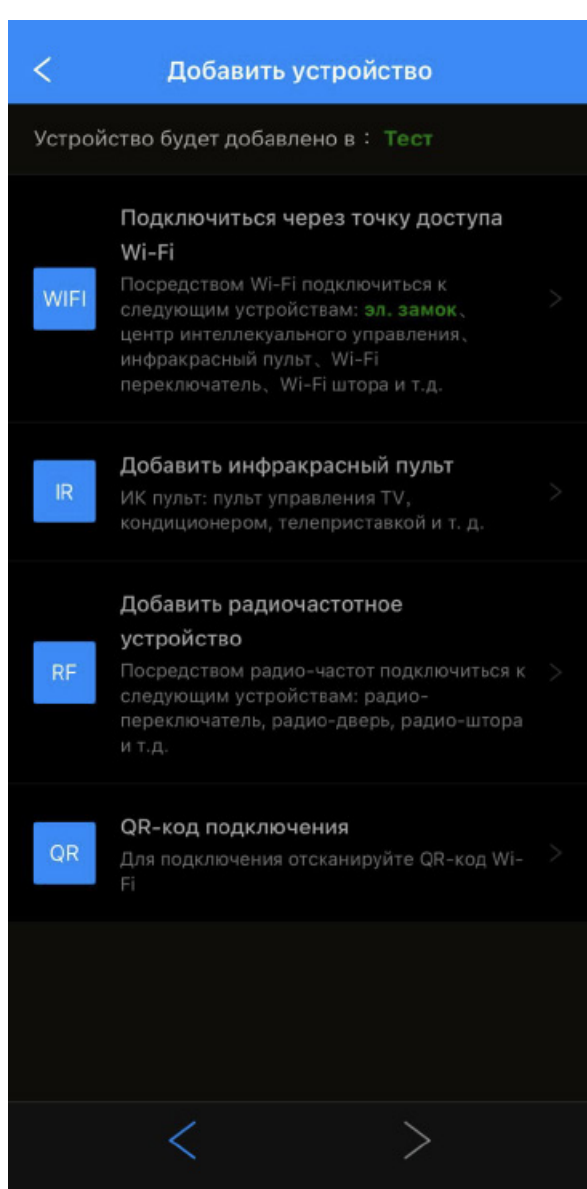 Добавить устройство
Устройство будет добавлено в： Тест
Подключиться через точку доступа
Wi-Fi
WIFI
Посредством Wi-Fi подключиться к
следующим устройствам: эл. замок、
центр интеллекуального управления、
инфракрасный пульт、Wi-Fi
переключатель、Wi-Fi штора и т.д.
Добавить инфракрасный пульт
IR
ИК пульт: пульт управления TV,
кондиционером, телеприставкой и т. д.
Добавить радиочастотное
устройство
RF
Посредством радио-частот подключиться к
следующим устройствам: радио-
переключатель, радио-дверь, радио-штора
и т.д.
QR-код подключения
QR
Для подключения отсканируйте QR-код Wi-
Fi